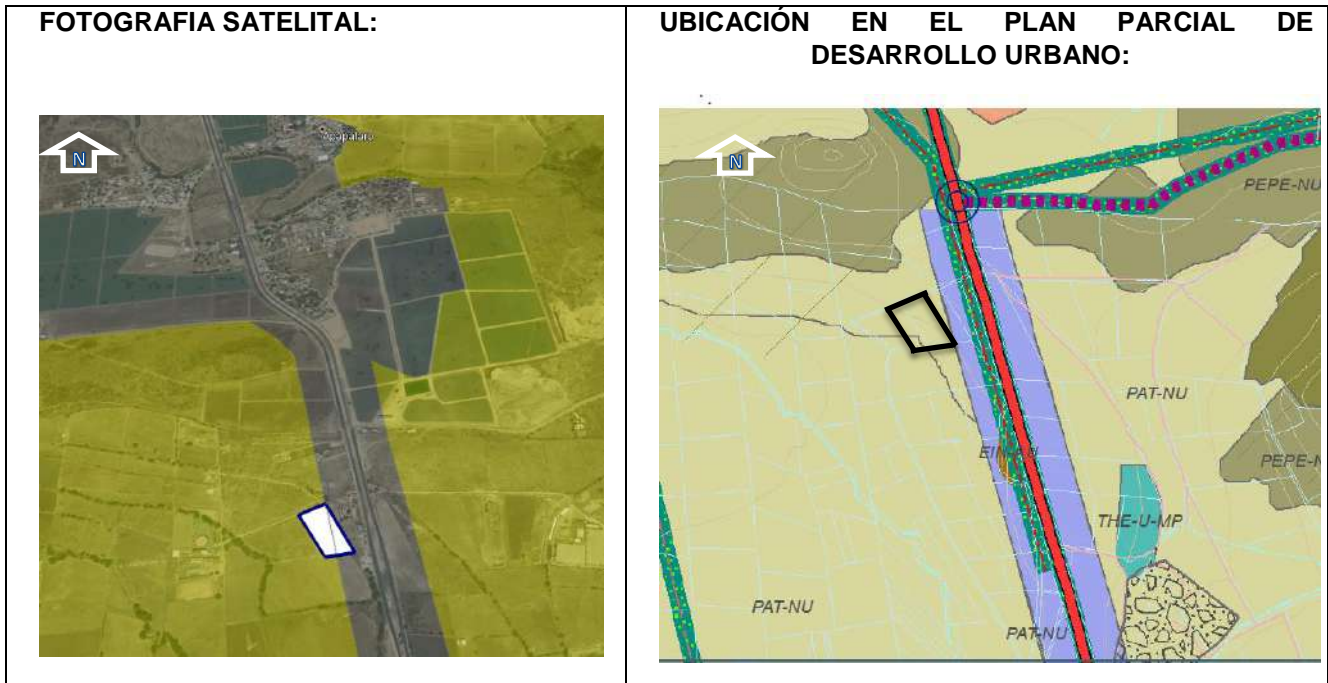 FOTOGRAFIA SATELITAL:
UBICACIÓN EN EL PLAN PARCIAL DE
DESARROLLO URBANO:
N
N
PEPE-NU
PAT-NU
PEPE-N
THE-U-MP
PAT-NU
PAT-NU